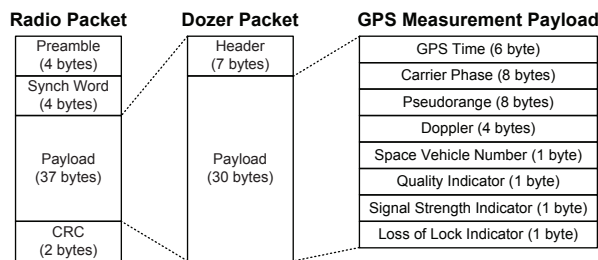 Radio Packet
Preamble
(4 bytes)
Synch Word
(4 bytes)
Payload
(37 bytes)
CRC
(2 bytes)
Dozer Packet
Header
(7 bytes)
Payload
(30 bytes)
GPS Measurement Payload
GPS Time (6 byte)
Carrier Phase (8 bytes)
Pseudorange (8 bytes)
Doppler (4 bytes)
Space Vehicle Number (1 byte)
Quality Indicator (1 byte)
Signal Strength Indicator (1 byte)
Loss of Lock Indicator (1 byte)